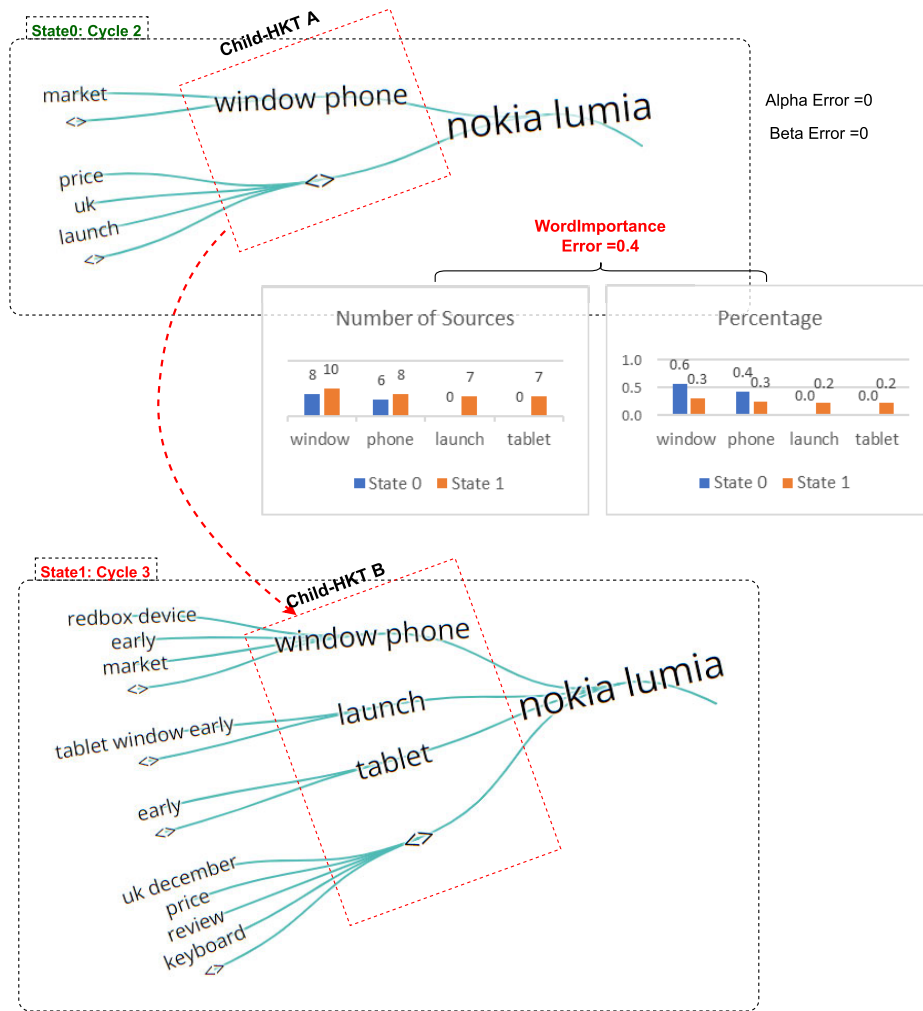 State0: Cycle 2
Child-HKT A
market
<>
window phone
nokia lumia
price
uk
launch
<>
<>
Alpha Error =0
Beta Error =0
WordImportance
Error =0.4
Number of Sources
8 10 6 8 0 7 0 7
window phone launch tablet
State 0 State 1
Percentage
1.0
0.5
0.0
0.6 0.3 0.4 0.3 0.0 0.2 0.0 0.2
window phone launch tablet
State 0 State 1
State1: Cycle 3
Child-HKT B
redbox device
early
market
<>
window phone
nokia lumia
tablet window early
<>
launch
early
<>
tablet
uk december
price
review
keyboard
<>
<>